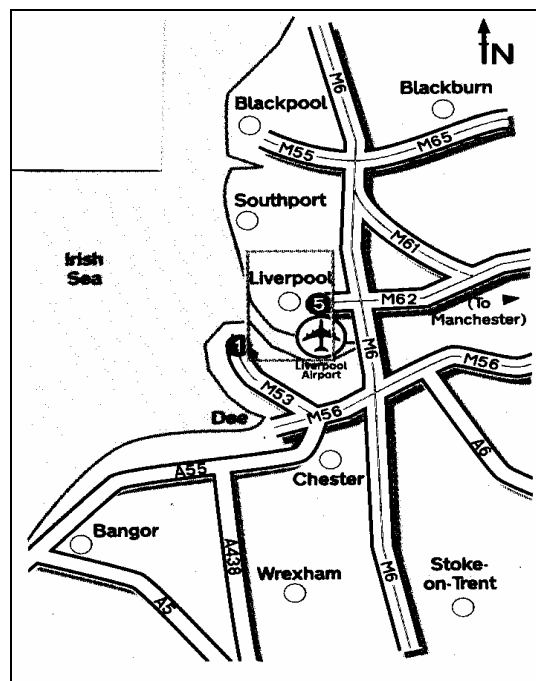 N
M6
Blackburn
Blackpool
M55
M65
Southport
M61
Irish
Sea
Liverpool
5
M62
(To
Manchester)
Liverpool
Airport
M6
1
M53
M56
M56
Dee
A6
A55
Chester
Bangor
A438
Wrexham
M6
Stoke-
on-Trent
A5